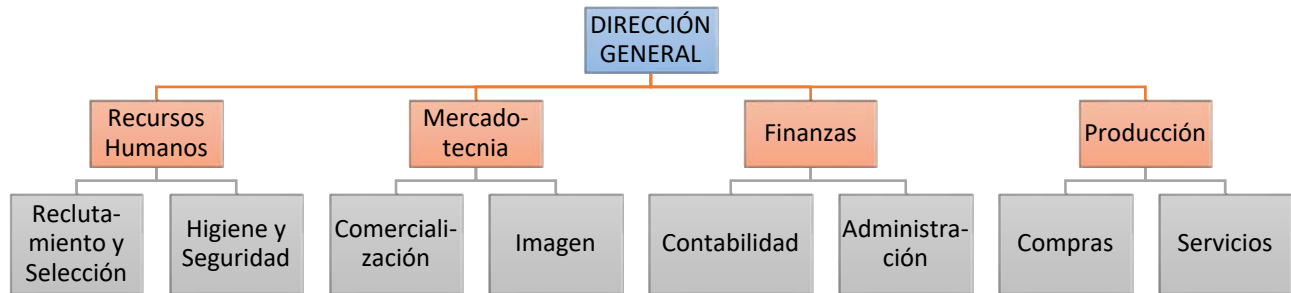 DIRECCIÓN
GENERAL
Recursos
Humanos
Mercado-
tecnia
Finanzas
Producción
Recluta-
miento y
Selección
Higiene y
Seguridad
Comerciali-
zación
Imagen
Contabilidad
Administra-
ción
Compras
Servicios